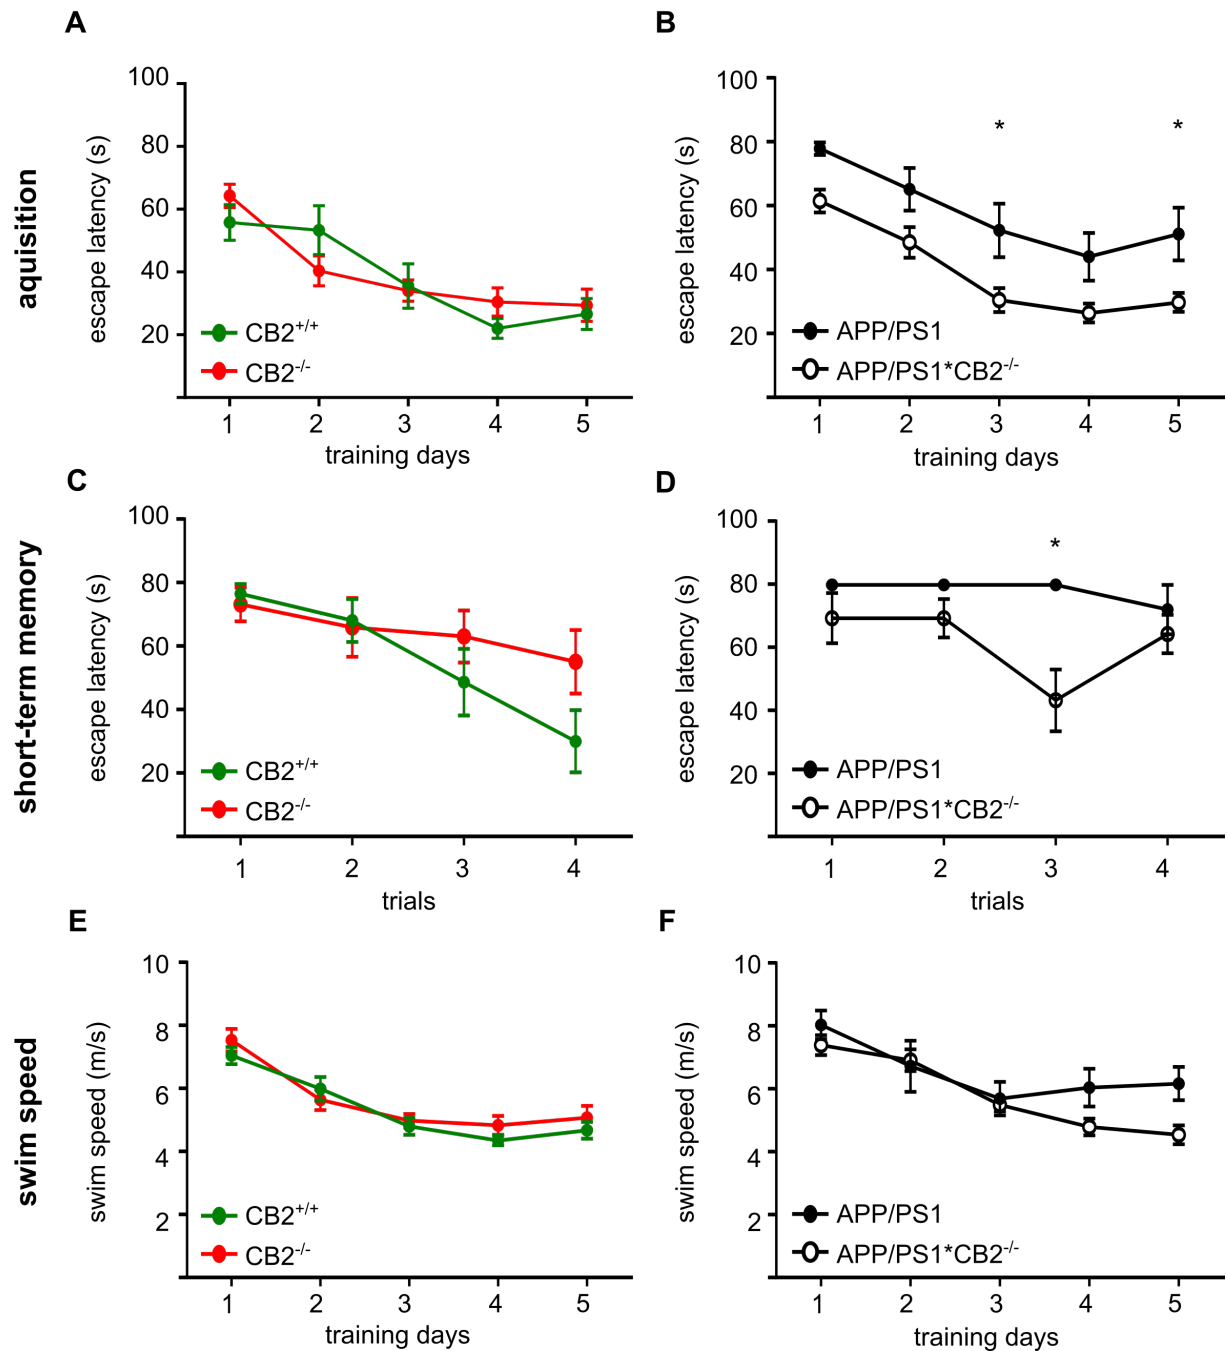 A
aquisition
escape latency (s)
100
80
60
40
20
CB2+/+
CB2-/-
1 2 3 4 5
training days
B
escape latency (s)
100
80
60
40
20
*
*
APP/PS1
APP/PS1*CB2-/-
1 2 3 4 5
training days
C
short-term memory
escape latency (s)
100
80
60
40
20
CB2+/+
CB2-/-
1 2 3 4
trials
D
escape latency (s)
100
80
60
40
20
*
APP/PS1
APP/PS1*CB2-/-
1 2 3 4
trials
E
swim speed
swim speed (m/s)
10
8
6
4
2
CB2+/+
CB2-/-
1 2 3 4 5
training days
F
swim speed (m/s)
10
8
6
4
2
APP/PS1
APP/PS1*CB2-/-
1 2 3 4 5
training days